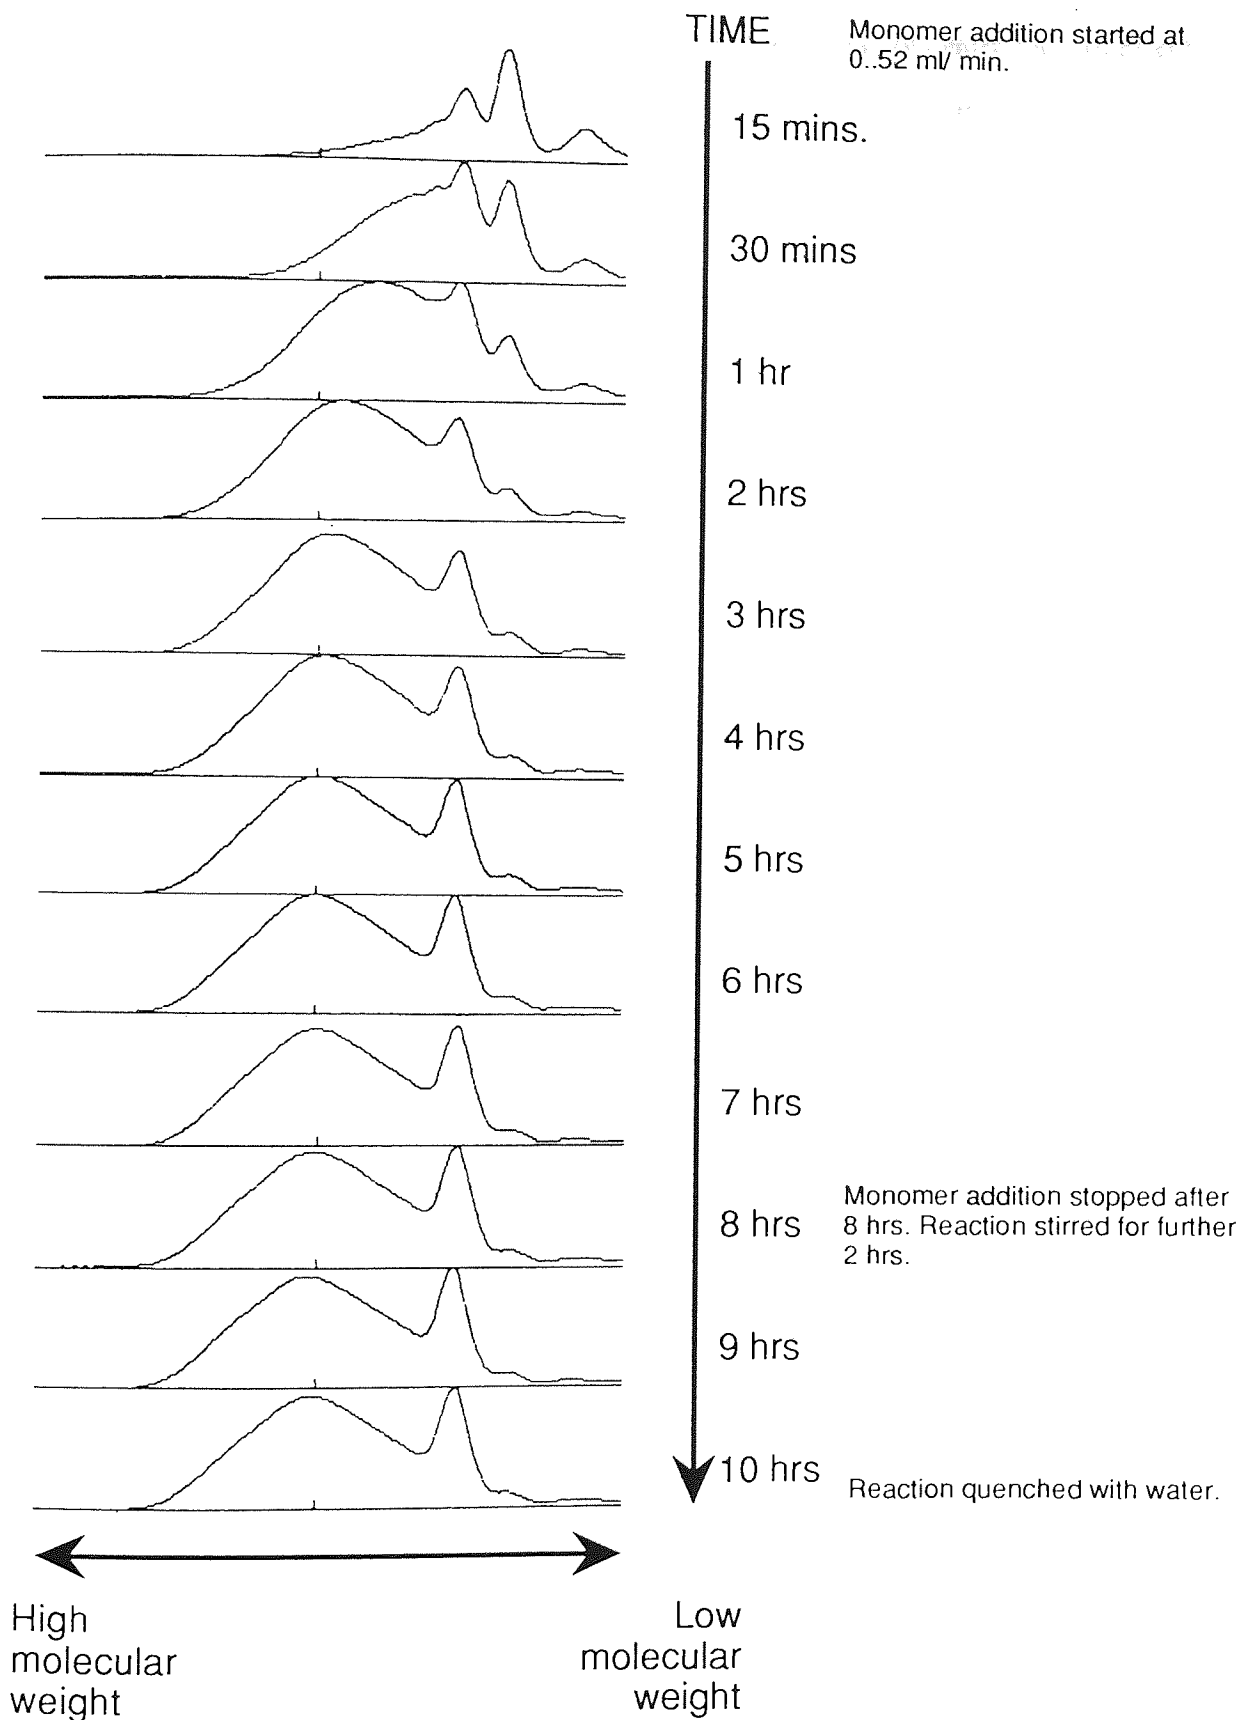 TIME
Monomer addition started at
0..52 ml/ min.
15 mins.
30 mins
1 hr
2 hrs
3 hrs
4 hrs
5 hrs
6 hrs
7 hrs
8 hrs
Monomer addition stopped after
8 hrs. Reaction stirred for further
2 hrs.
9 hrs
10 hrs
Reaction quenched with water.
High
molecular
weight
Low
molecular
weight